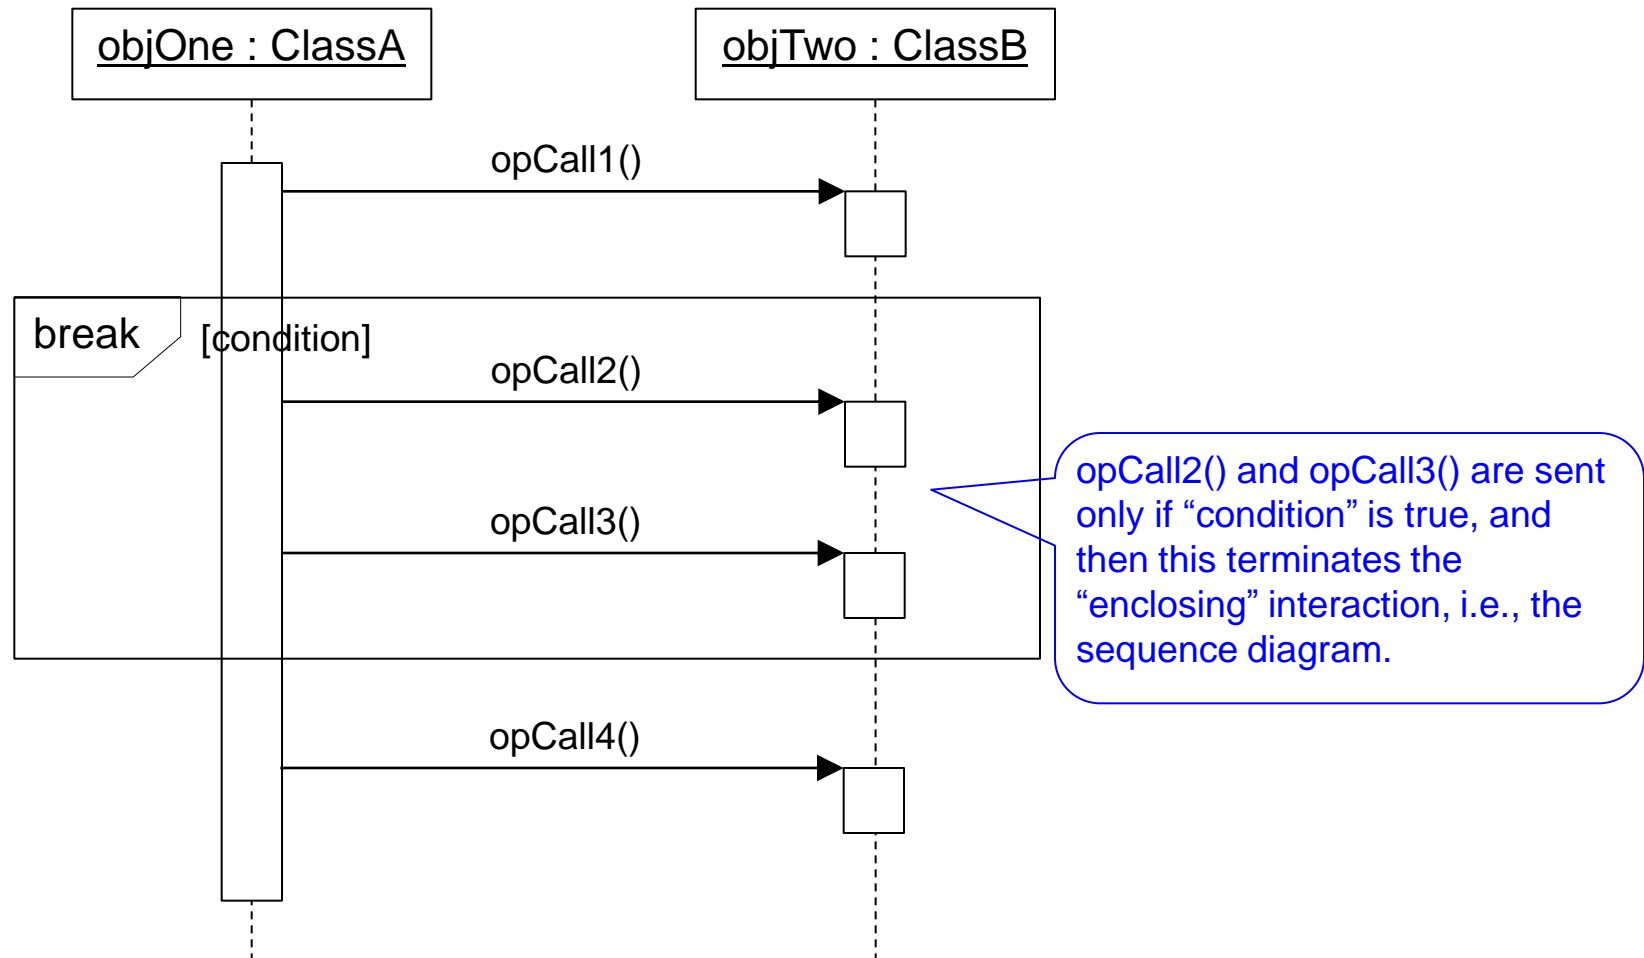 objOne : ClassA
objTwo : ClassB
opCall1()
break
[condition]
opCall2()
opCall3()
opCall2() and opCall3() are sent
only if “condition” is true, and
then this terminates the
“enclosing” interaction, i.e., the
sequence diagram.
opCall4()